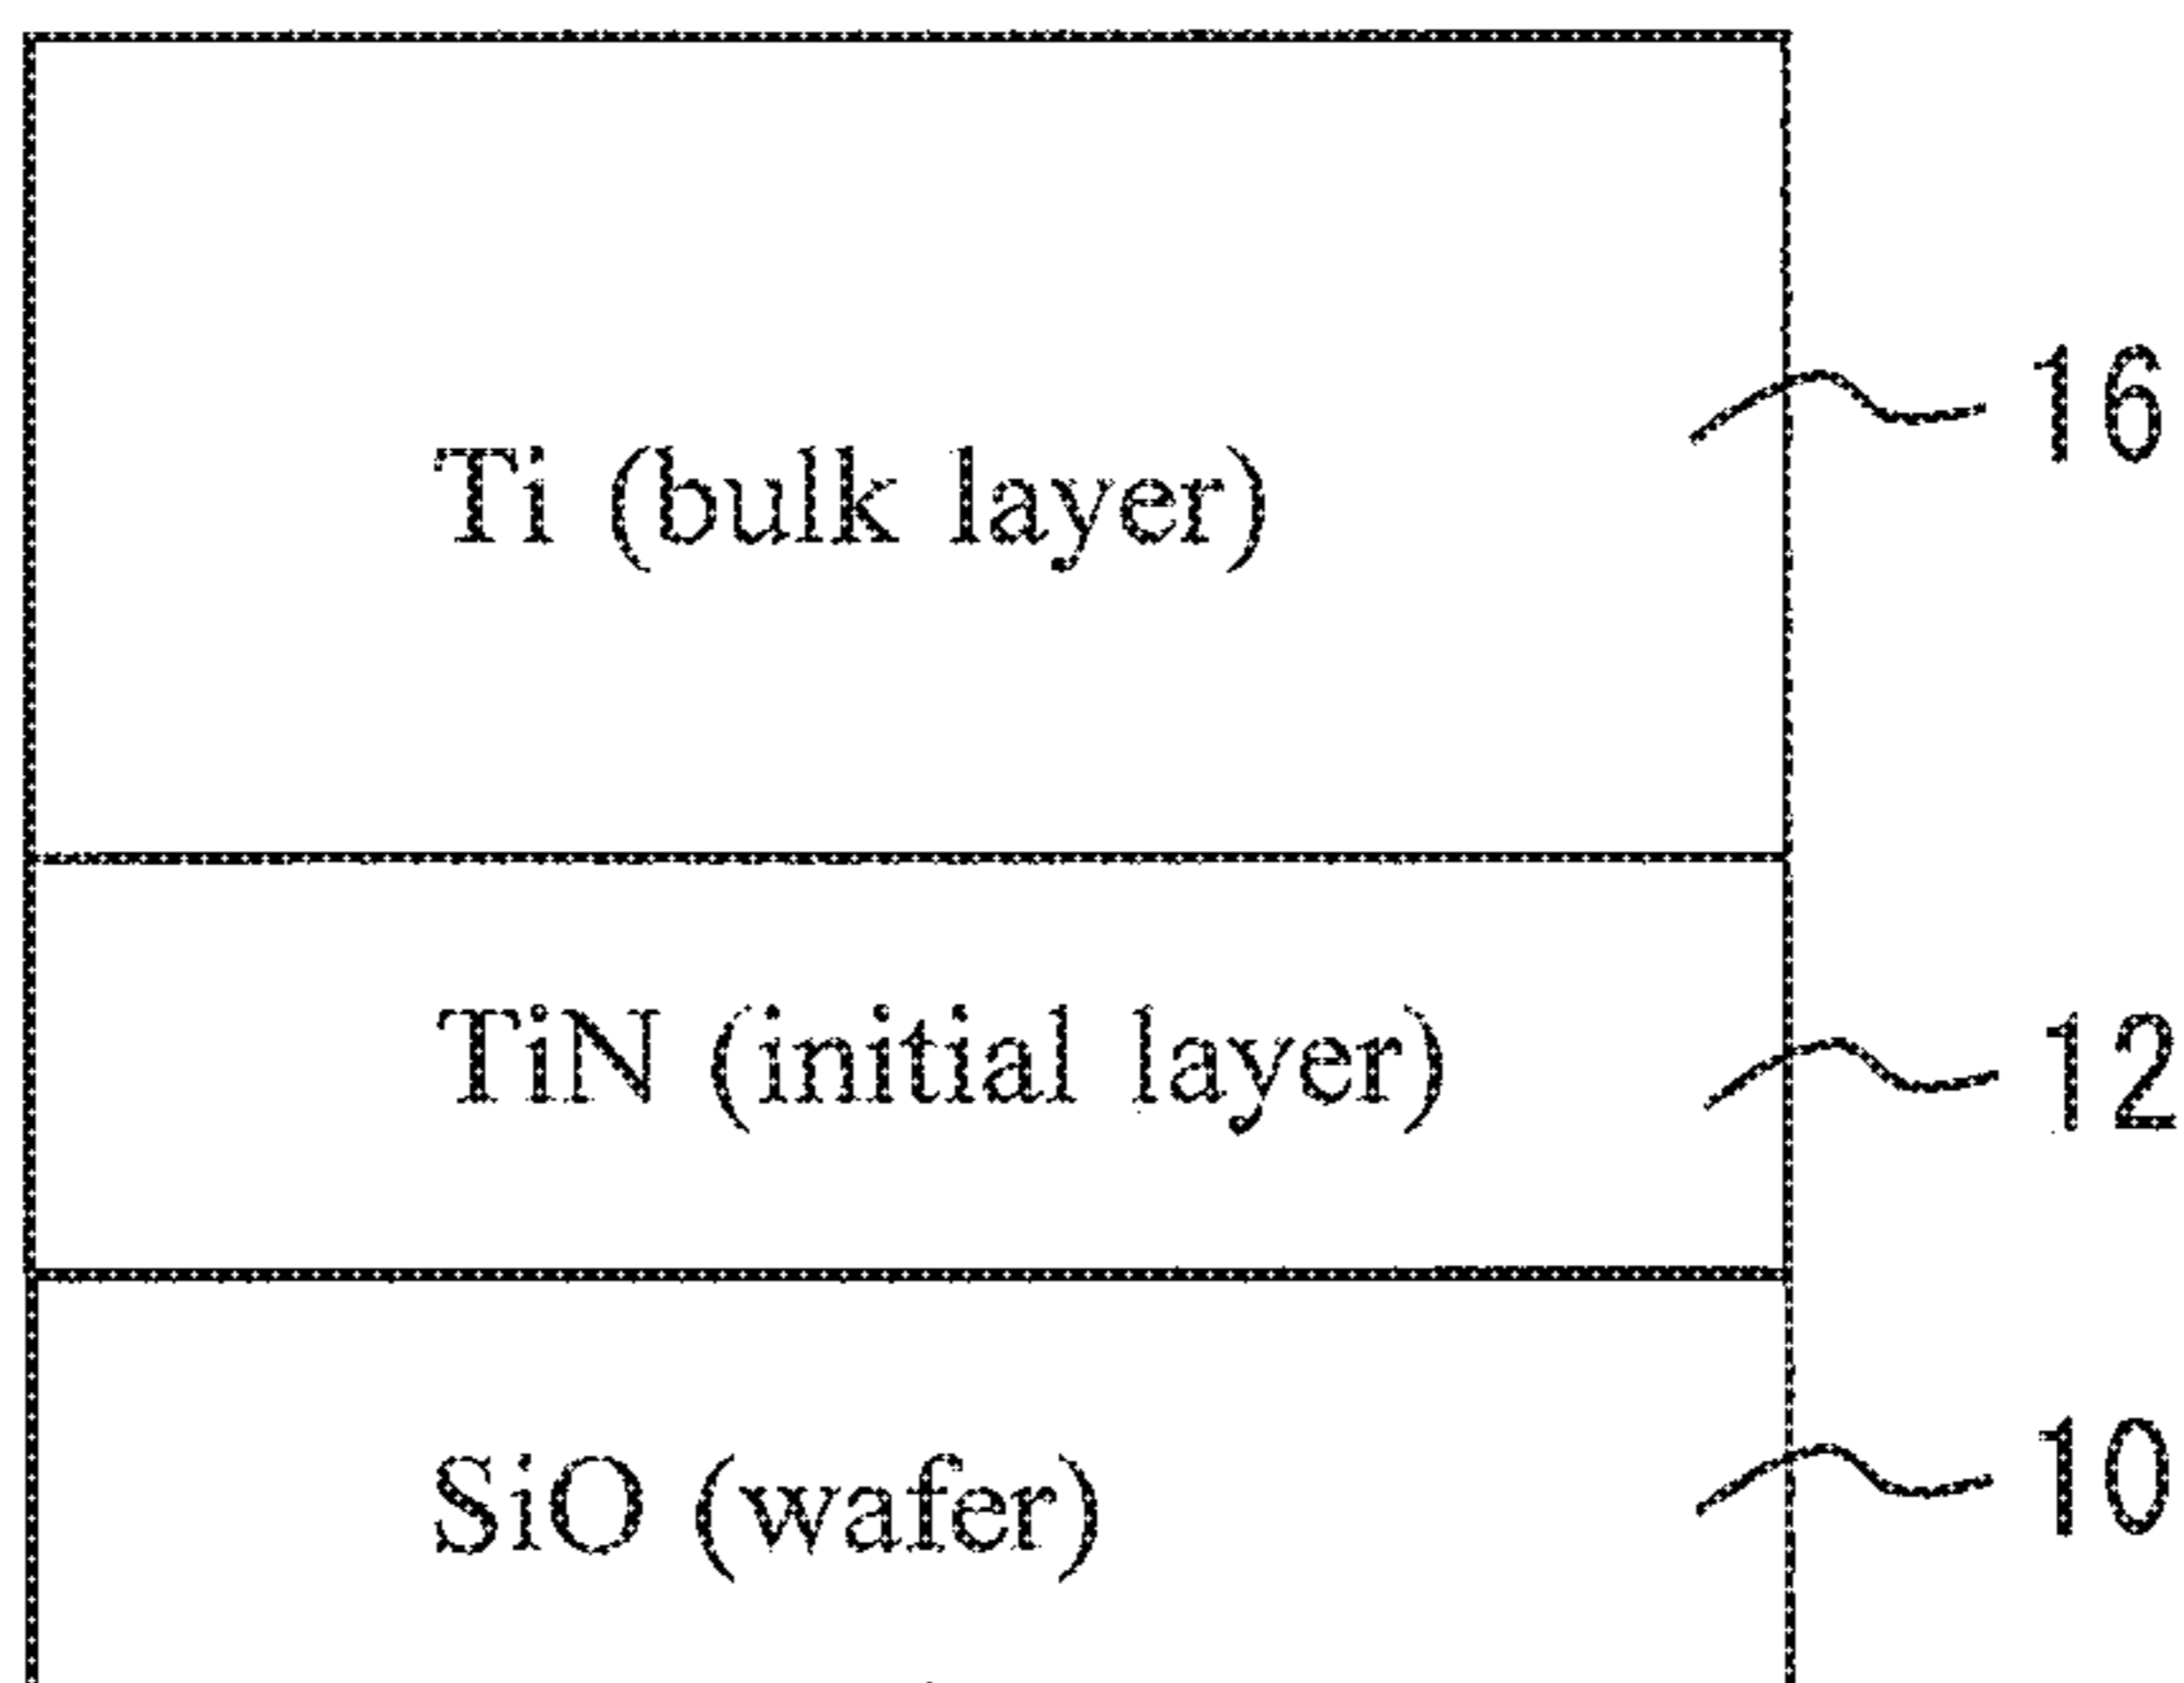 16
Ti (bulk layer)
TiN (initial layer)
12
SiO (wafer)
10